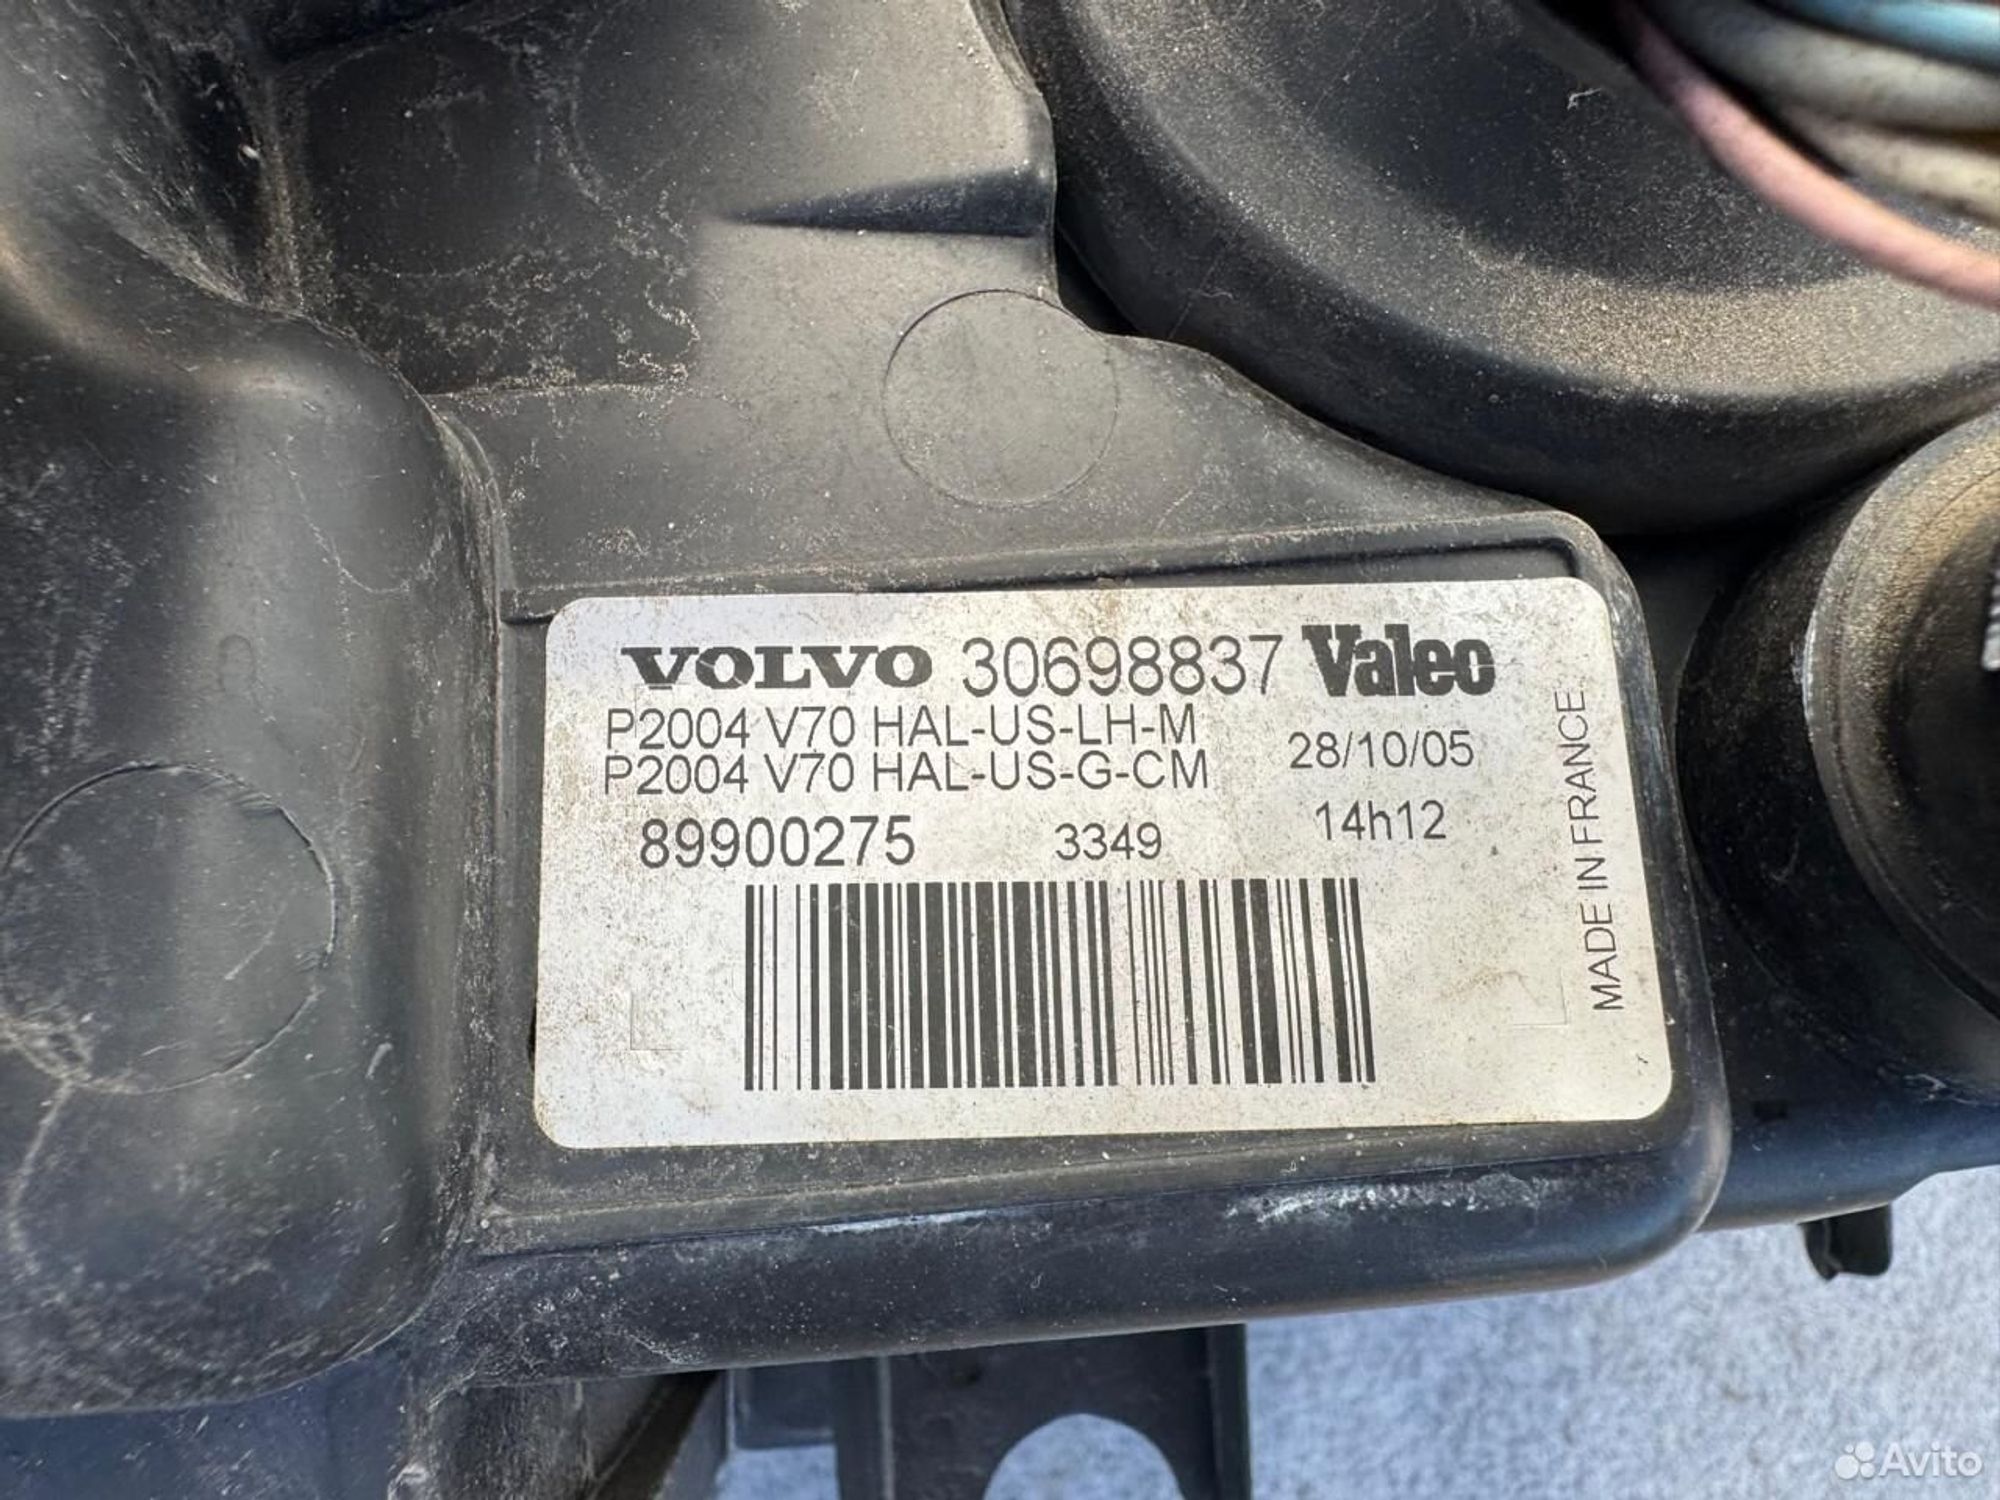 VOLVO 30698837 Valeo
P2004 V70 HAL-US-LH-M
P2004 V70 HAL-US-G-CM 28/10/05
89900275 3349 14h12
MADE IN FRANCE
Avito